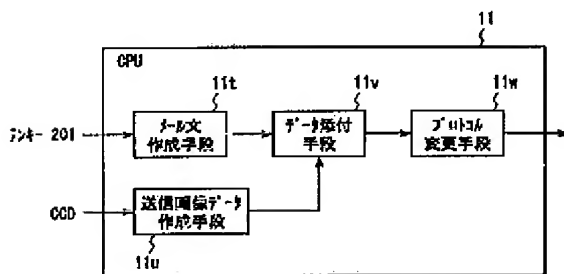 11
CPU
11t
11v
11w
テンキー 201
メール文
作成手段
データ添付
手段
プロトコル
変更手段
CCD
送信画像データ
作成手段
11u